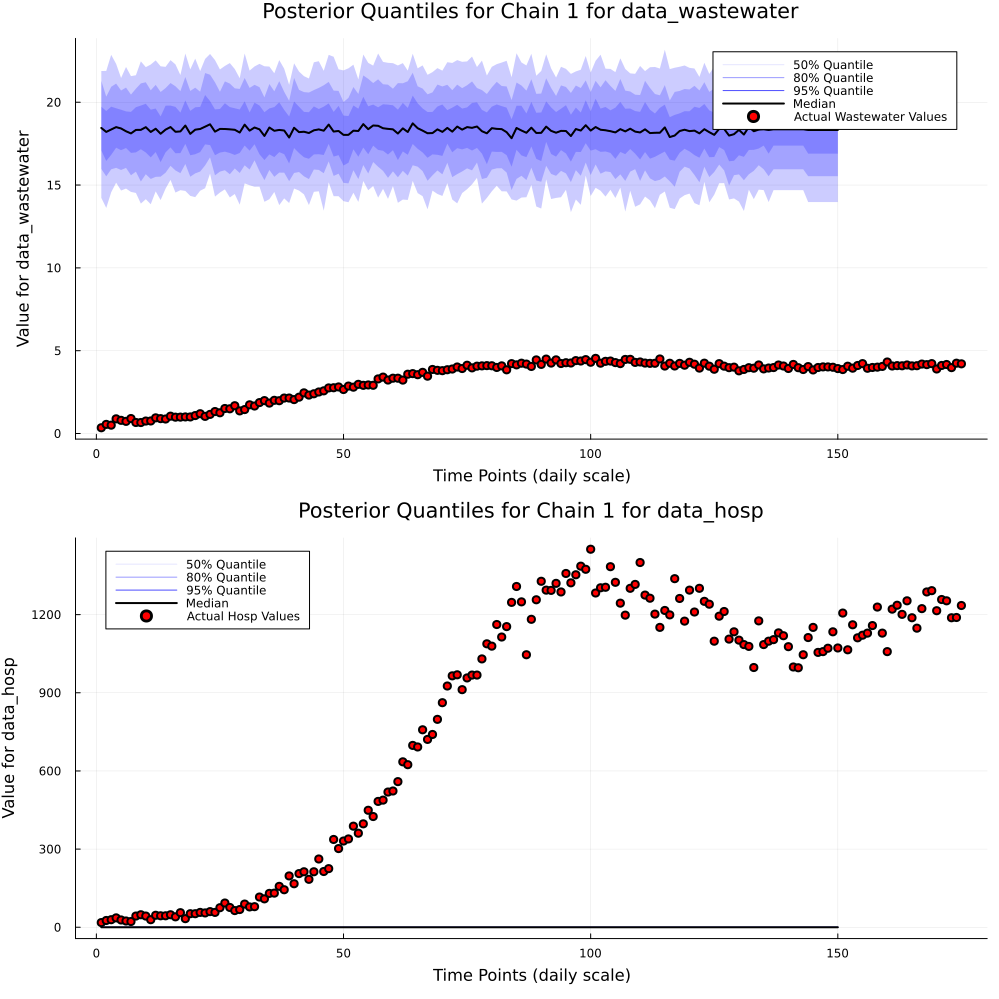 Posterior Quantiles for Chain 1 for data_wastewater
Value for data_wastewater
20
15
10
5
0
50% Quantile
80% Quantile
95% Quantile
Median
Actual Wastewater Values
0
50
100
150
Time Points (daily scale)
Posterior Quantiles for Chain 1 for data_hosp
Value for data_hosp
1200
900
600
300
0
50% Quantile
80% Quantile
95% Quantile
Median
Actual Hosp Values
0
50
100
150
Time Points (daily scale)